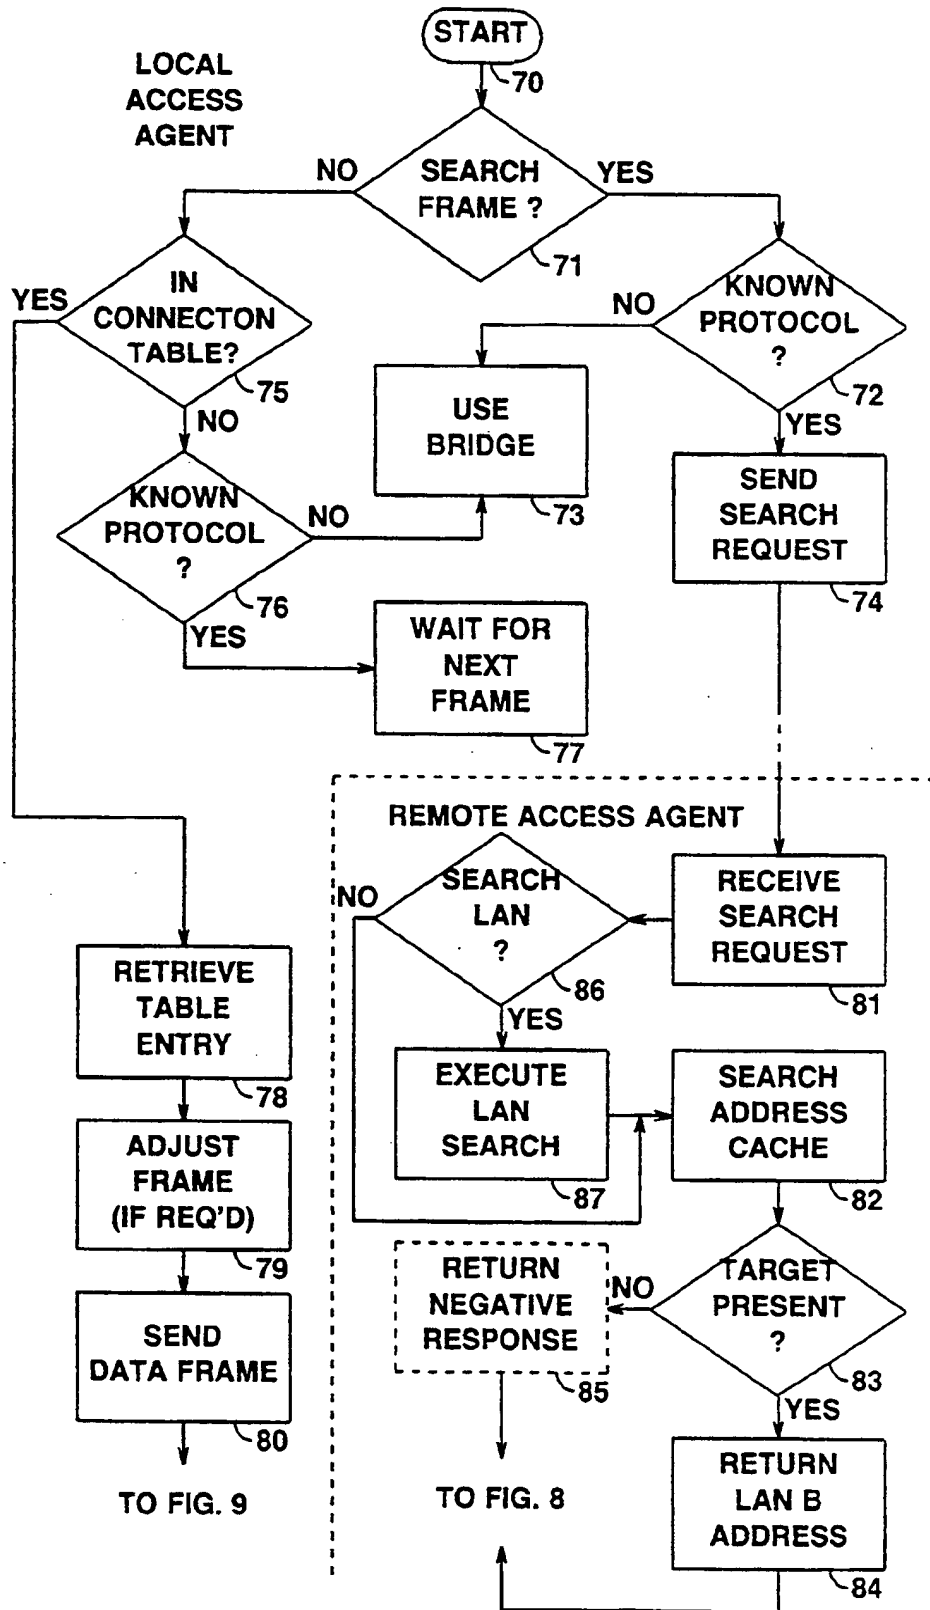 START
70
LOCAL
ACCESS
AGENT
SEARCH
FRAME ?
71
NO
YES
IN
CONNECTON
TABLE?
75
YES
NO
KNOWN
PROTOCOL
?
72
NO
YES
USE
BRIDGE
73
KNOWN
PROTOCOL
?
76
NO
YES
SEND
SEARCH
REQUEST
74
WAIT FOR
NEXT
FRAME
77
REMOTE ACCESS AGENT
SEARCH
LAN
?
86
NO
YES
RECEIVE
SEARCH
REQUEST
81
RETRIEVE
TABLE
ENTRY
78
EXECUTE
LAN
SEARCH
87
SEARCH
ADDRESS
CACHE
82
ADJUST
FRAME
(IF REQ'D)
79
RETURN
NEGATIVE
RESPONSE
85
NO
TARGET
PRESENT
?
83
YES
SEND
DATA FRAME
80
TO FIG. 9
TO FIG. 8
RETURN
LAN B
ADDRESS
84